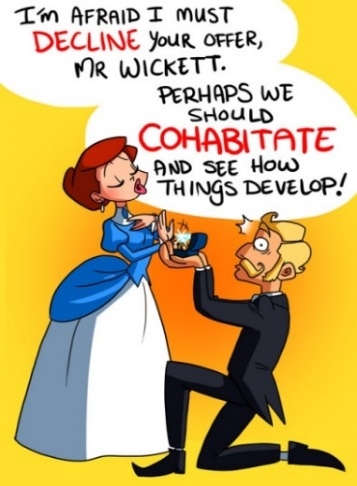 I'm AFRAID I MUST
DECLINE YOUR OFFER,
MR WICKETT.
PERHAPS WE
SHOULD
COHABITATE
AND SEE HOW
THINGS DEVELOP!